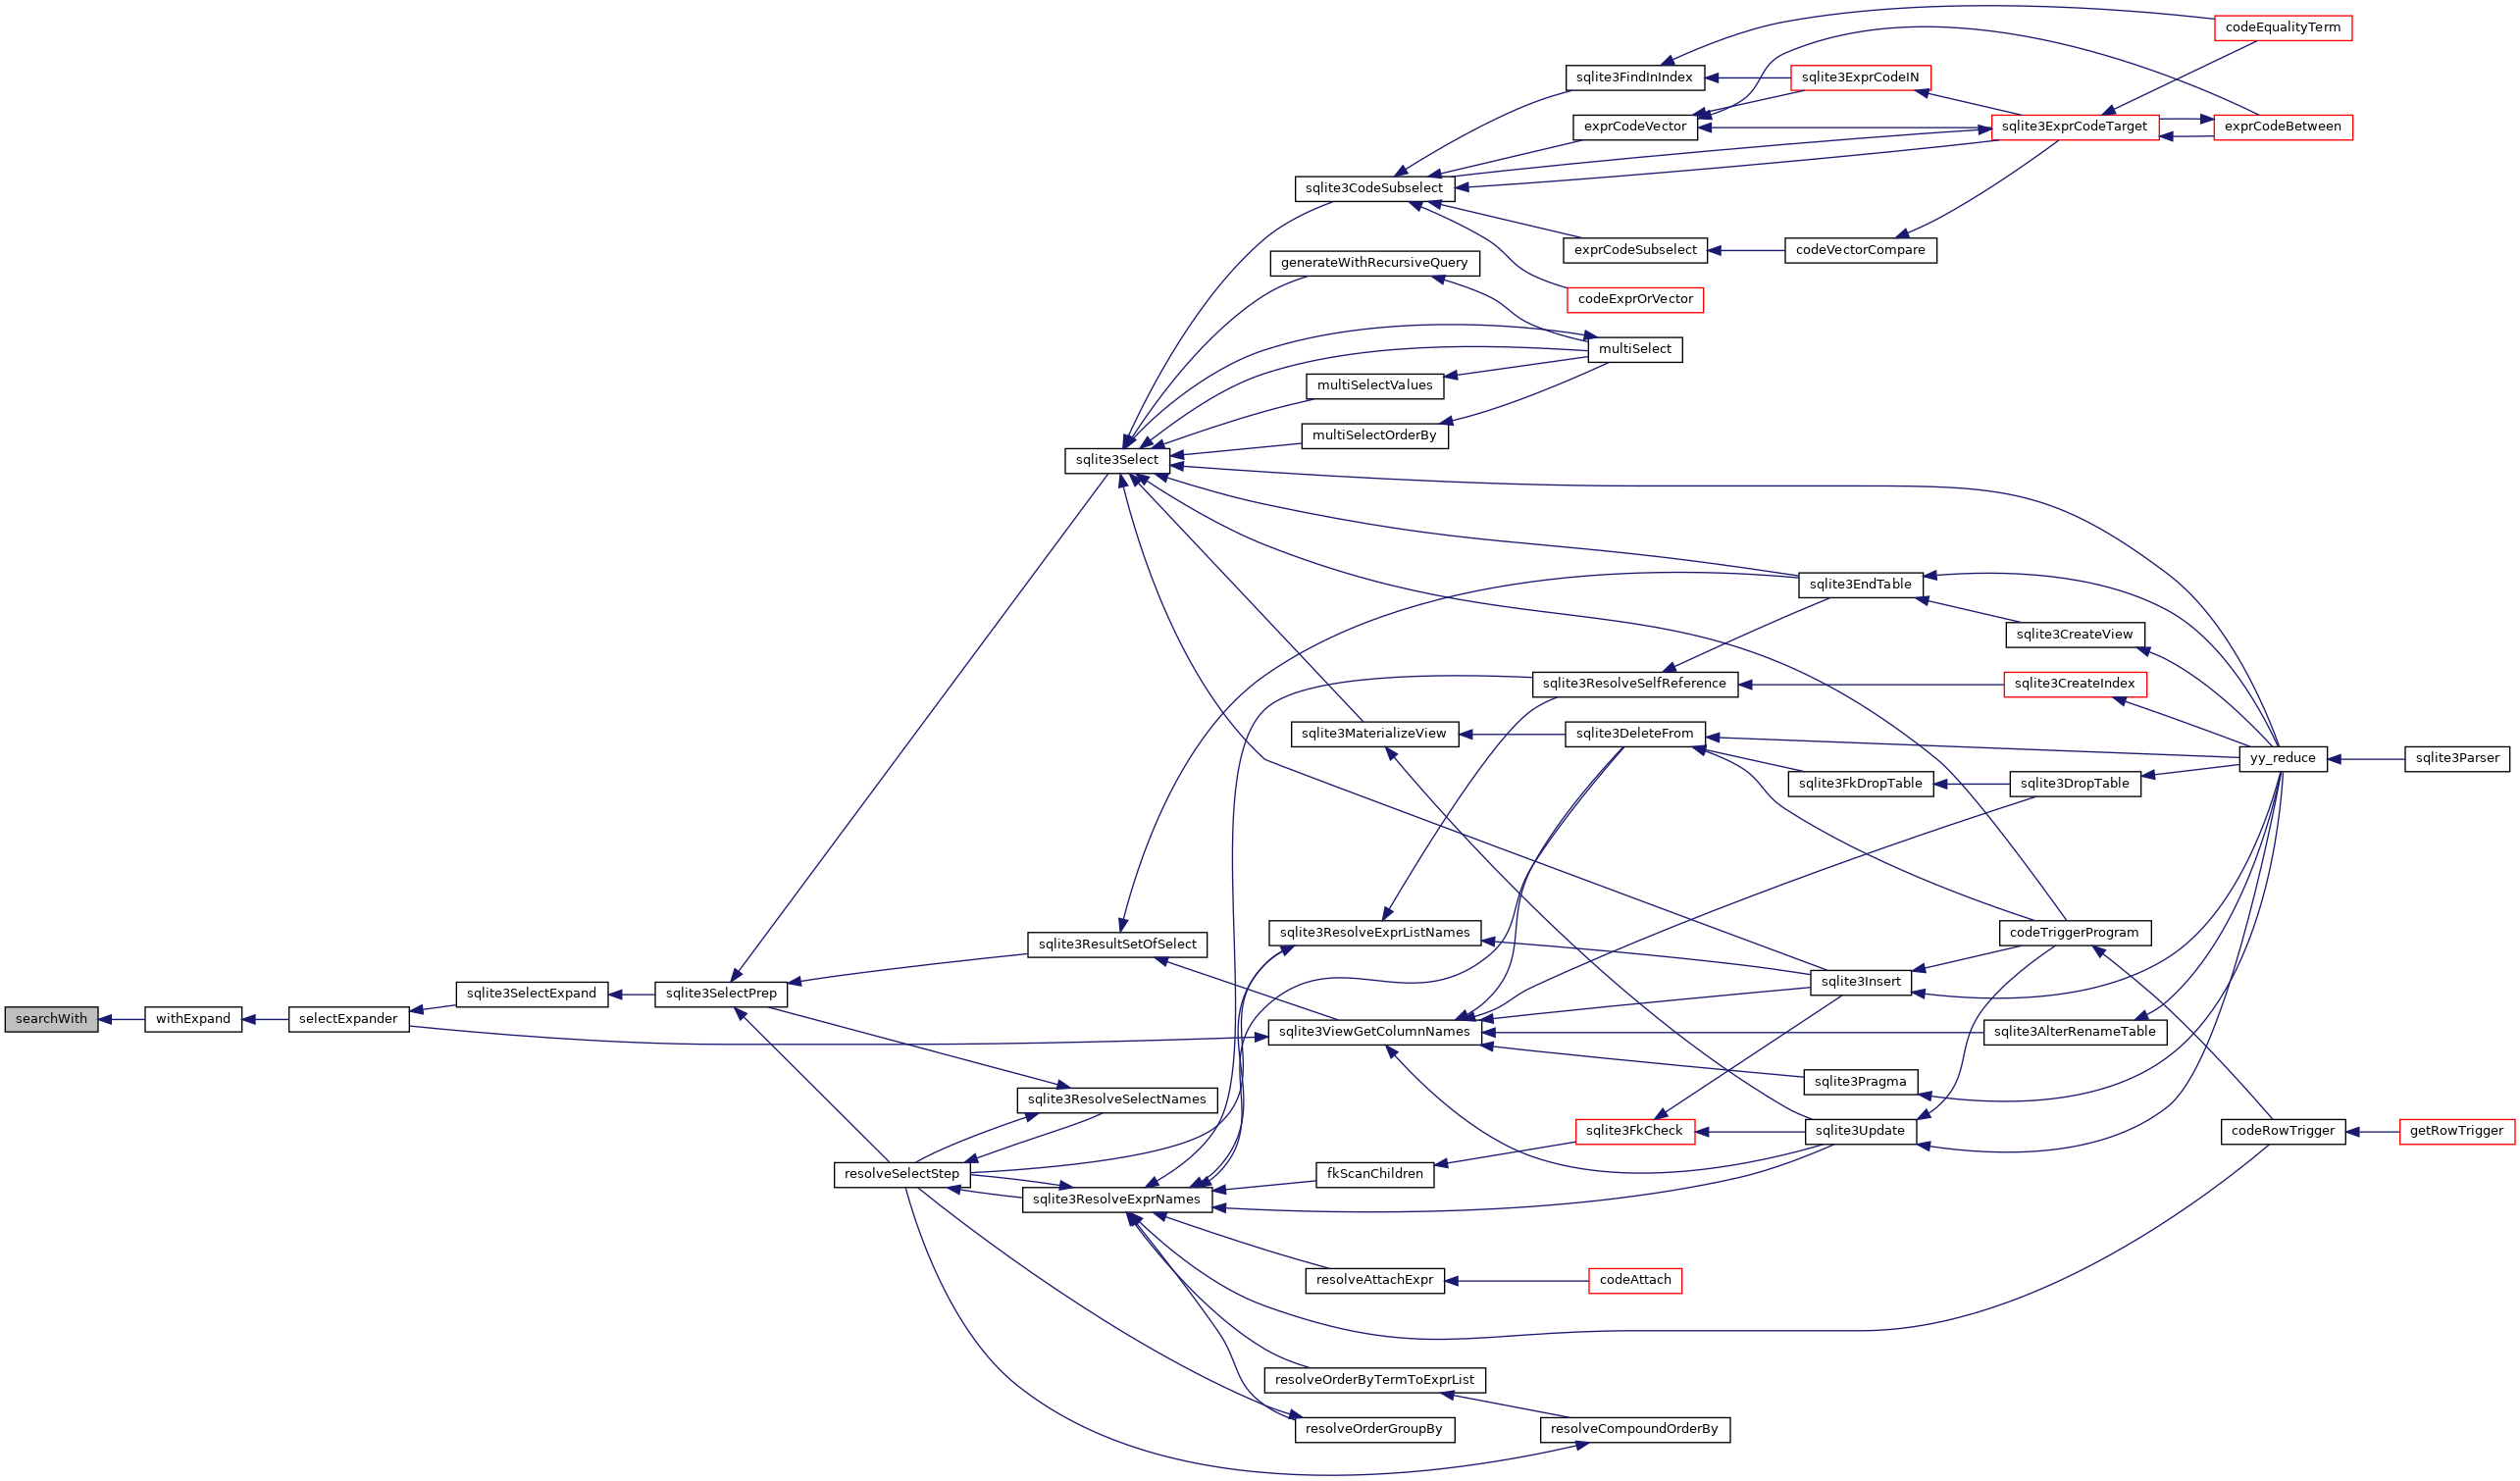 codeEqualityTerm
sqlite3FindInIndex
sqlite3ExprCodeIN
exprCodeVector
sqlite3ExprCodeTarget
exprCodeBetween
sqlite3CodeSubselect
exprCodeSubselect
codeVectorCompare
generateWithRecursiveQuery
codeExprOrVector
multiSelect
multiSelectValues
multiSelectOrderBy
sqlite3Select
sqlite3EndTable
sqlite3CreateView
sqlite3ResolveSelfReference
sqlite3CreateIndex
sqlite3MaterializeView
sqlite3DeleteFrom
yy_reduce
sqlite3Parser
sqlite3FkDropTable
sqlite3DropTable
sqlite3ResolveExprListNames
codeTriggerProgram
sqlite3ResultSetOfSelect
sqlite3Insert
sqlite3SelectExpand
sqlite3SelectPrep
searchWith
withExpand
selectExpander
sqlite3ViewGetColumnNames
sqlite3AlterRenameTable
sqlite3Pragma
sqlite3ResolveSelectNames
sqlite3FkCheck
sqlite3Update
codeRowTrigger
getRowTrigger
resolveSelectStep
fkScanChildren
sqlite3ResolveExprNames
resolveAttachExpr
codeAttach
resolveOrderByTermToExprList
resolveOrderGroupBy
resolveCompoundOrderBy